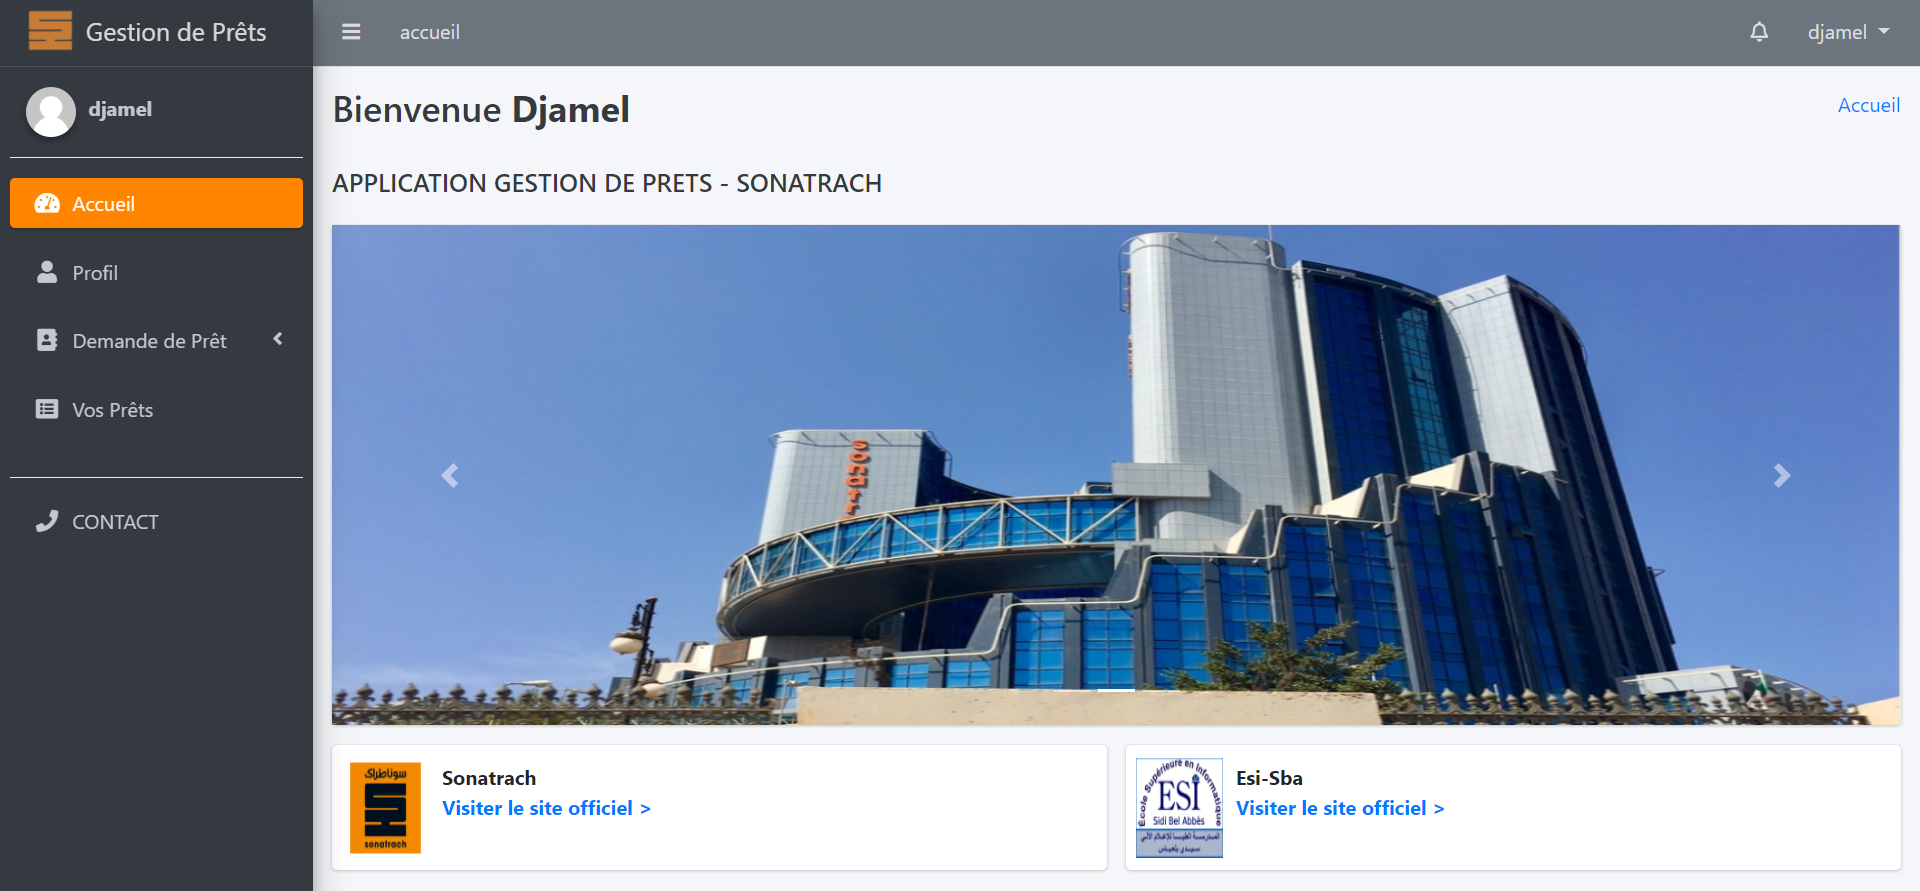 Gestion de Prêts
accueil
djamel
djamel
Bienvenue Djamel
Accueil
APPLICATION GESTION DE PRETS - SONATRACH
Accueil
Profil
Demande de Prêt
Vos Prêts
CONTACT
sonatr
سوناطراك
sonatrach
Sonatrach
Visiter le site officiel >
École Supérieure en Informatique
ESI
Sidi Bel Abbès
المدرسة العليا للإعلام الآلي
سيدي بلعباس
Esi-Sba
Visiter le site officiel >